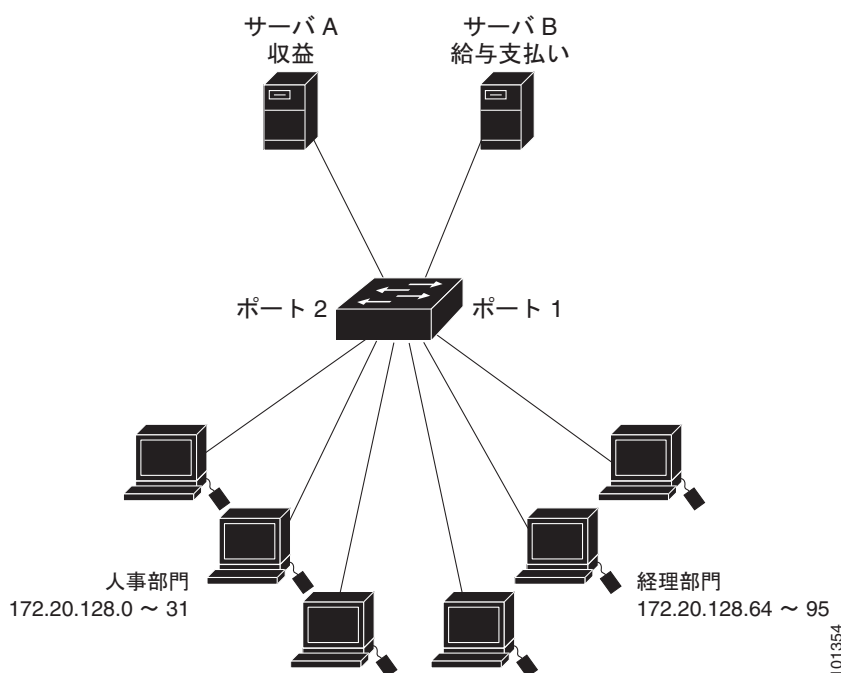 サーバ A
収益
サーバ B
給与支払い
ポート 2
ポート 1
人事部門
172.20.128.0 ～ 31
経理部門
172.20.128.64 ～ 95
101354